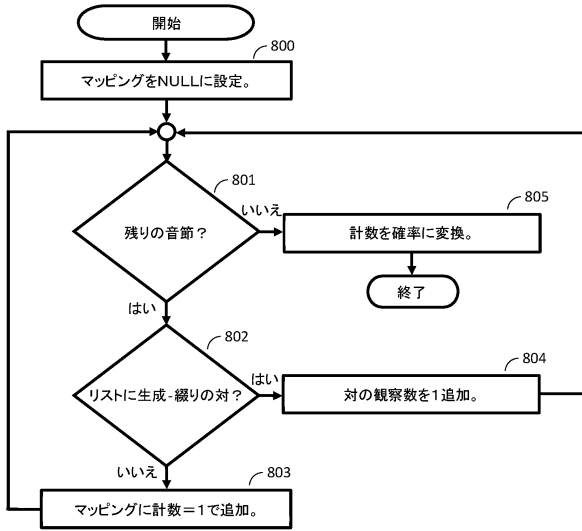 開始
800
マッピングをNULLに設定。
801
残りの音節？
いいえ
805
計数を確率に変換。
終了
はい
802
リストに生成-綴りの対？
はい
804
対の観察数を1追加。
いいえ
803
マッピングに計数＝1で追加。